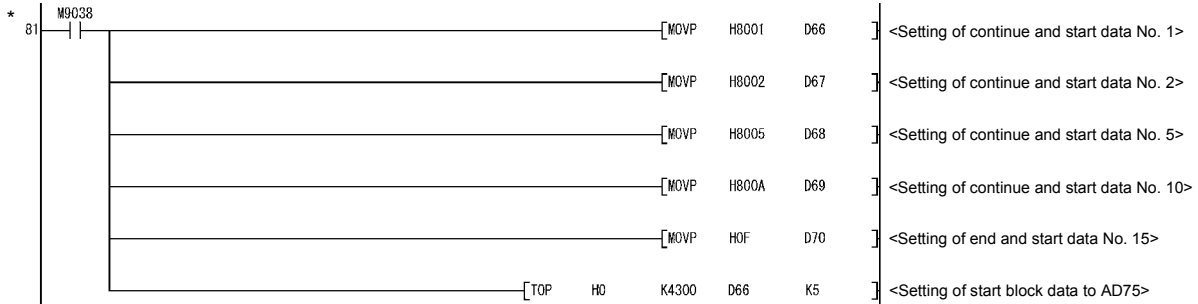 * M9038
81 [MOVP H8001 D66 ] <Setting of continue and start data No. 1>
[MOVP H8002 D67 ] <Setting of continue and start data No. 2>
[MOVP H8005 D68 ] <Setting of continue and start data No. 5>
[MOVP H800A D69 ] <Setting of continue and start data No. 10>
[MOVP H0F D70 ] <Setting of end and start data No. 15>
[TOP H0 K4300 D66 K5 ] <Setting of start block data to AD75>